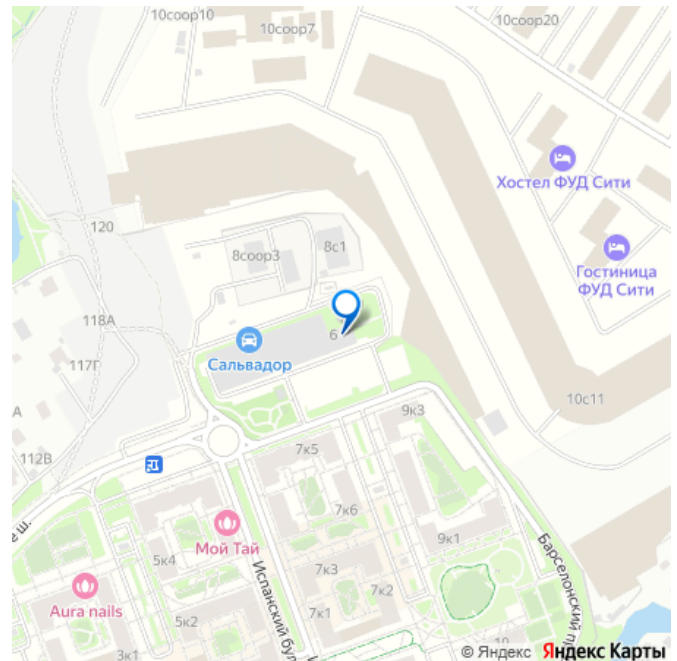 10соор10
10соор7
10соор20
Хостел ФУД Сити
120
8соор3
8с1
Гостиница
ФУД Сити
118А
6
117Г
Сальвадор
10с11
А
9к3
112В
7к5
7к6
е ш.
Мой Тай
9к1
5к4
7к3
Барселонский п
Испанский бул
7к2
Aura nails
5к2
7к1
И
10
3к1
© Яндекс Яндекс Карты